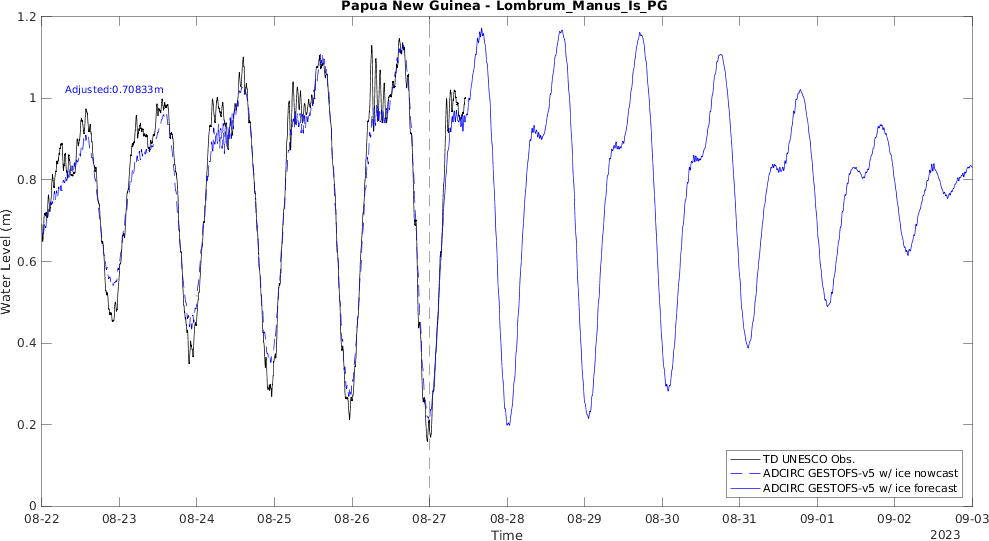 Papua New Guinea - Lombrum_Manus_Is_PG
1.2
1
0.8
0.6
0.4
0.2
0
Water Level (m)
Adjusted:0.70833m
TD UNESCO Obs.
ADCIRC GESTOFS-v5 w/ ice nowcast
ADCIRC GESTOFS-v5 w/ ice forecast
08-22 08-23 08-24 08-25 08-26 08-27 08-28 08-29 08-30 08-31 09-01 09-02 09-03
Time
2023